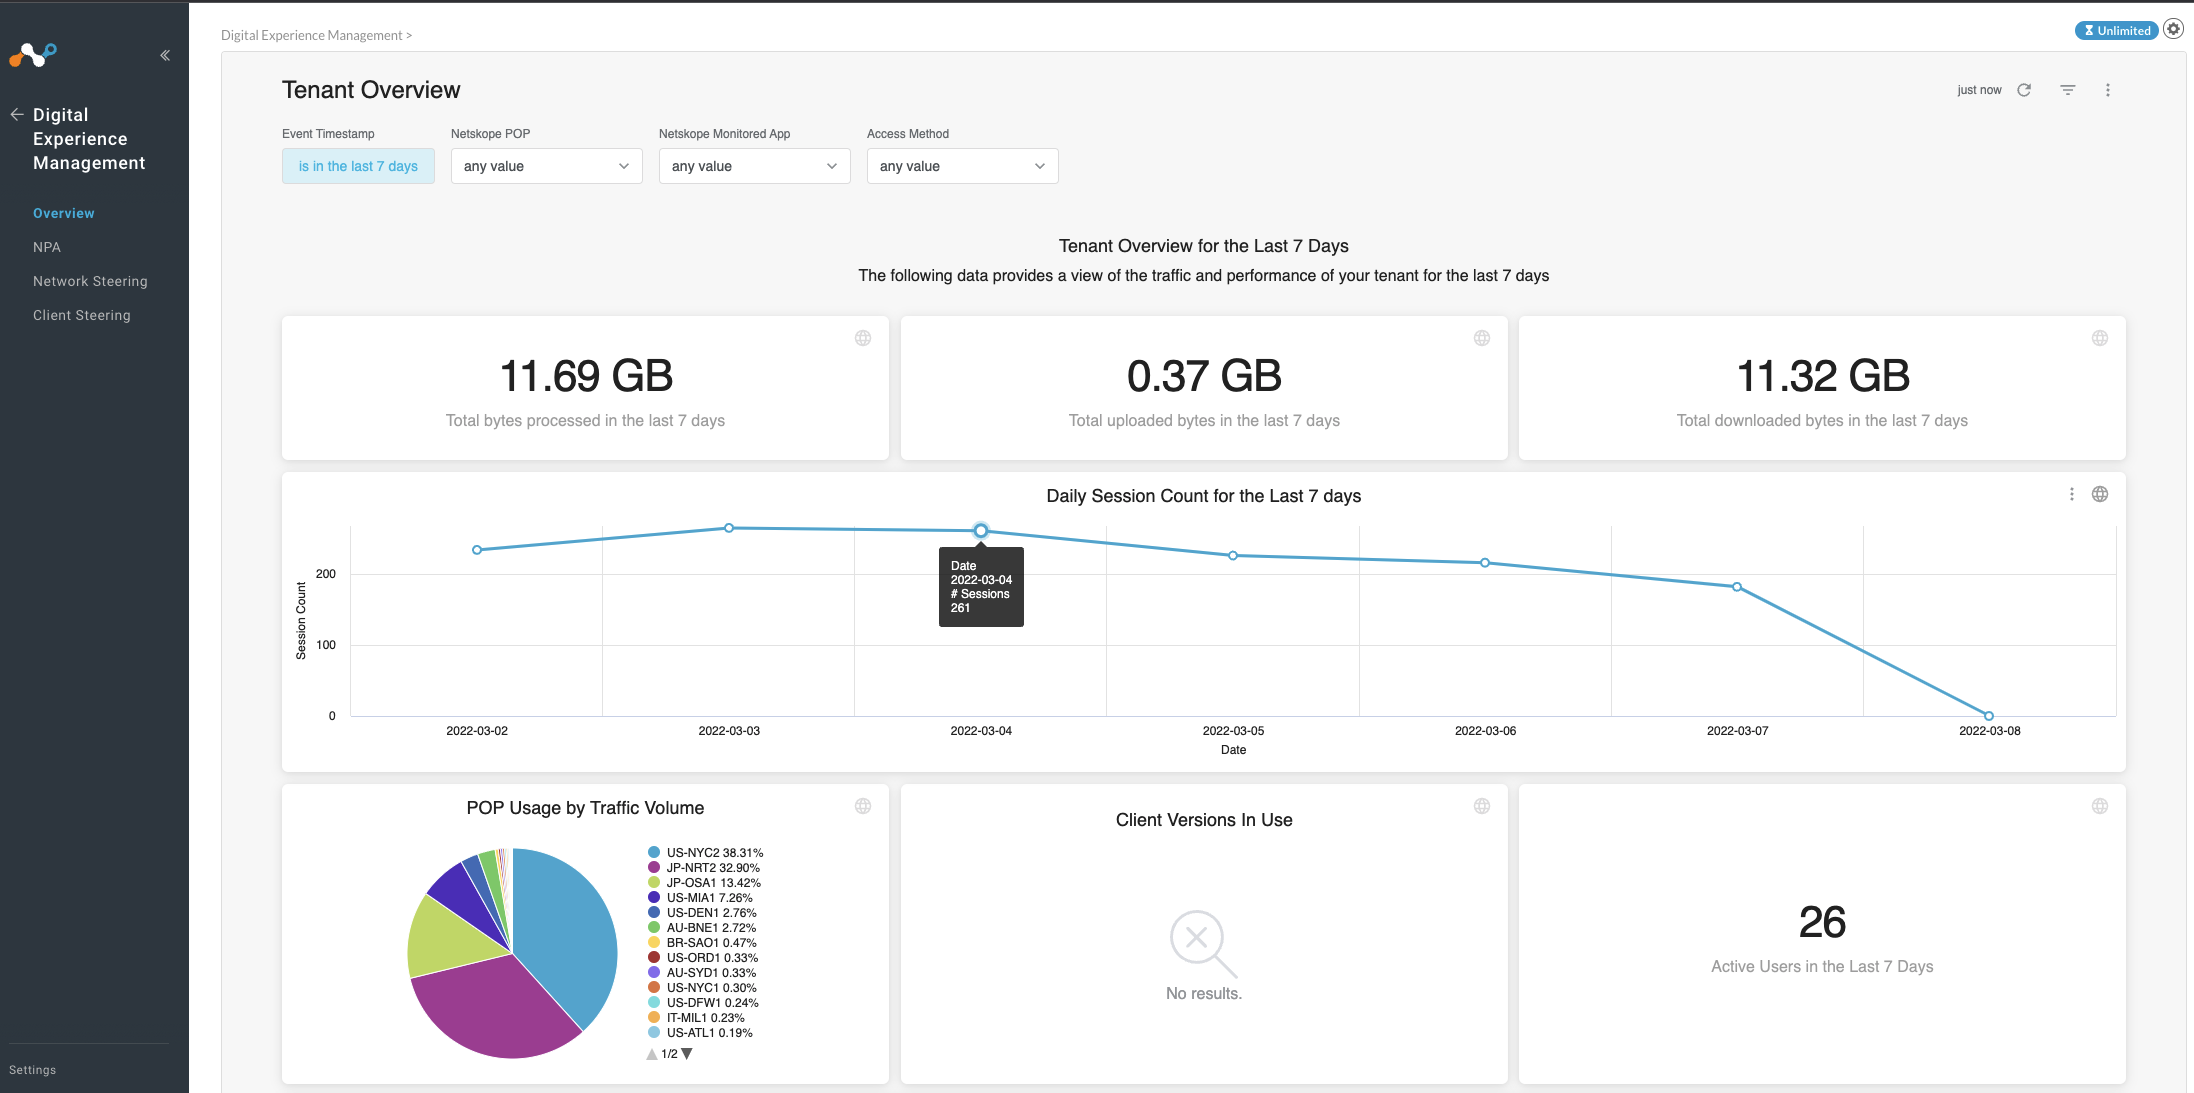 Digital Experience Management >
Unlimited
Digital
Experience
Management
Overview
NPA
Network Steering
Client Steering
Settings
Tenant Overview
just now
Event Timestamp
is in the last 7 days
Netskope POP
any value
Netskope Monitored App
any value
Access Method
any value
Tenant Overview for the Last 7 Days
The following data provides a view of the traffic and performance of your tenant for the last 7 days
11.69 GB
Total bytes processed in the last 7 days
0.37 GB
Total uploaded bytes in the last 7 days
11.32 GB
Total downloaded bytes in the last 7 days
Daily Session Count for the Last 7 days
Session Count
200
100
0
Date
2022-03-04
# Sessions
261
2022-03-02
2022-03-03
2022-03-04
2022-03-05
2022-03-06
2022-03-07
2022-03-08
Date
POP Usage by Traffic Volume
US-NYC2 38.31%
JP-NRT2 32.90%
JP-OSA1 13.42%
US-MIA1 7.26%
US-DEN1 2.76%
AU-BNE1 2.72%
BR-SAO1 0.47%
US-ORD1 0.33%
AU-SYD1 0.33%
US-NYC1 0.30%
US-DFW1 0.24%
IT-MIL1 0.23%
US-ATL1 0.19%
1/2
Client Versions In Use
No results.
26
Active Users in the Last 7 Days